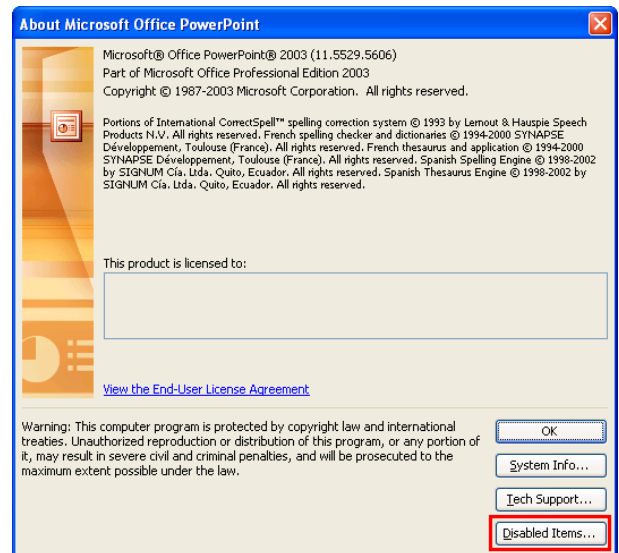 About Microsoft Office PowerPoint
Microsoft® Office PowerPoint® 2003 (11.5529.5606)
Part of Microsoft Office Professional Edition 2003
Copyright © 1987-2003 Microsoft Corporation.  All rights reserved.
Portions of International CorrectSpell™ spelling correction system © 1993 by Lernout & Hauspie Speech
Products N.V. All rights reserved. French spelling checker and dictionaries © 1994-2000 SYNAPSE
Développement, Toulouse (France). All rights reserved. French thesaurus and application © 1994-2000
SYNAPSE Développement, Toulouse (France). All rights reserved. Spanish Spelling Engine © 1998-2002
by SIGNUM Cía. Ltda. Quito, Ecuador. All rights reserved. Spanish Thesaurus Engine © 1998-2002 by
SIGNUM Cía. Ltda. Quito, Ecuador. All rights reserved.
This product is licensed to:
View the End-User License Agreement
Warning: This computer program is protected by copyright law and international
treaties. Unauthorized reproduction or distribution of this program, or any portion of
it, may result in severe civil and criminal penalties, and will be prosecuted to the
maximum extent possible under the law.
OK
System Info...
Tech Support...
Disabled Items...